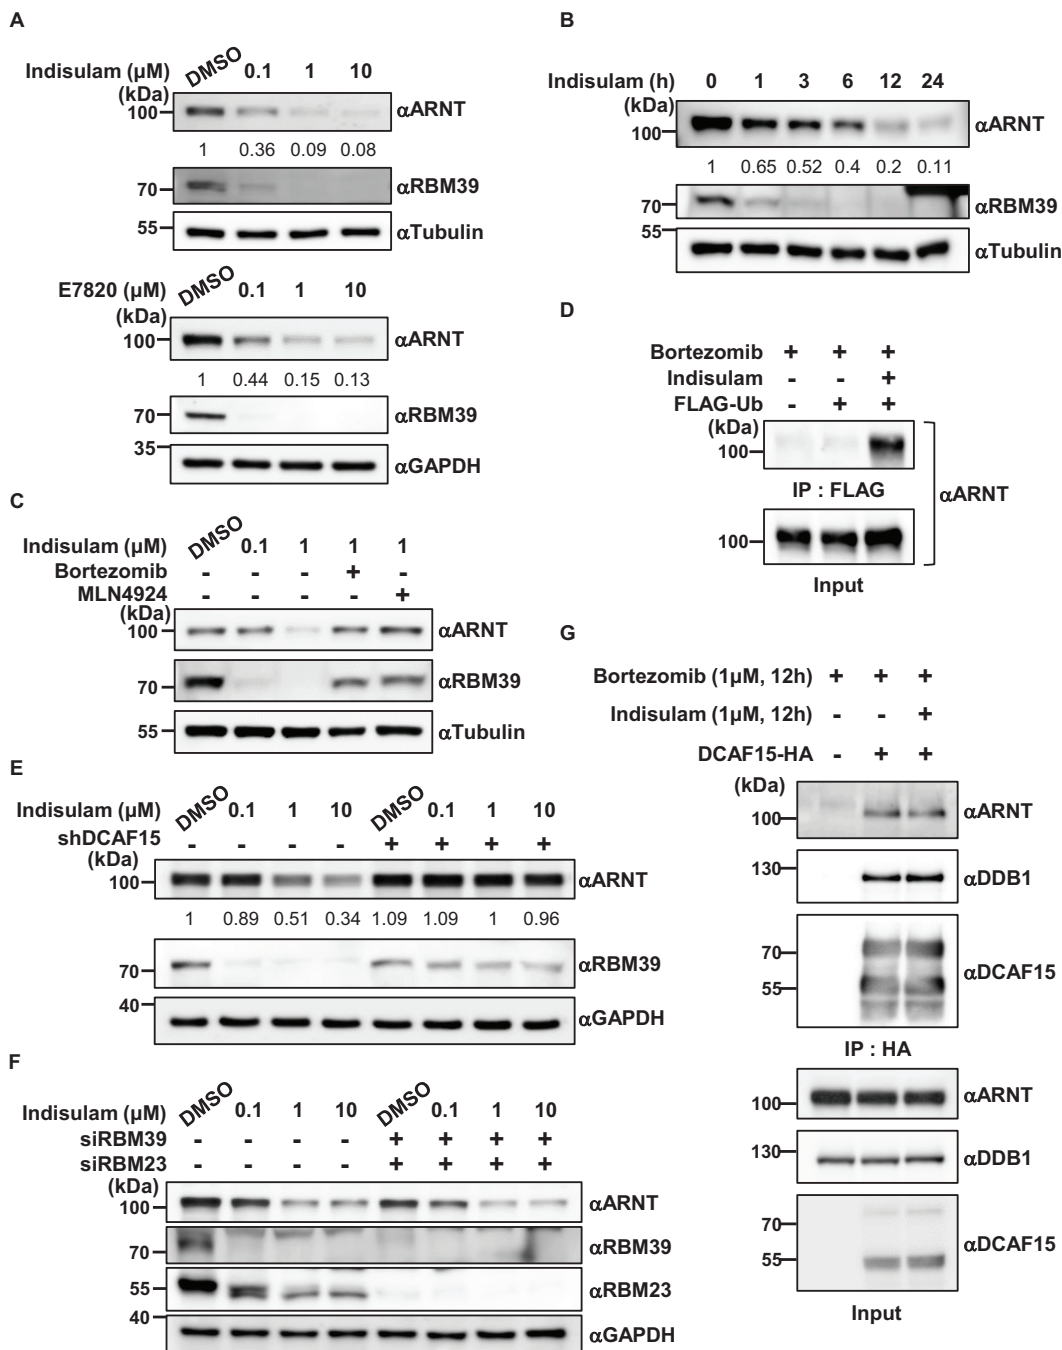 A
Indisulam (µM) DMSO 0.1 1 10
(kDa)
100 αARNT
1 0.36 0.09 0.08
70 αRBM39
55 αTubulin
E7820 (µM) DMSO 0.1 1 10
(kDa)
100 αARNT
1 0.44 0.15 0.13
70 αRBM39
35
αGAPDH
B
Indisulam (h) 0 1 3 6 12 24
(kDa)
100 αARNT
1 0.65 0.52 0.4 0.2 0.11
70 αRBM39
55
αTubulin
C
Indisulam (µM) DMSO 0.1 1 1 1
Bortezomib - - - + -
MLN4924 - - - - +
(kDa)
100 αARNT
70 αRBM39
55 αTubulin
D
Bortezomib + + +
Indisulam - - +
FLAG-Ub - + +
(kDa)
100
IP : FLAG
αARNT
100
Input
E
Indisulam (µM) DMSO 0.1 1 10 DMSO 0.1 1 10
shDCAF15 - - - - + + + +
(kDa)
100 αARNT
1 0.89 0.51 0.34 1.09 1.09 1 0.96
70 αRBM39
40
αGAPDH
F
Indisulam (µM) DMSO 0.1 1 10 DMSO 0.1 1 10
siRBM39 - - - - + + + +
siRBM23 - - - - + + + +
(kDa)
100 αARNT
70 αRBM39
55 αRBM23
40
αGAPDH
G
Bortezomib (1µM, 12h) + + +
Indisulam (1µM, 12h) - - +
DCAF15-HA - + +
(kDa)
100 αARNT
130
αDDB1
70
αDCAF15
55
IP : HA
100 αARNT
130
αDDB1
70
αDCAF15
55
Input